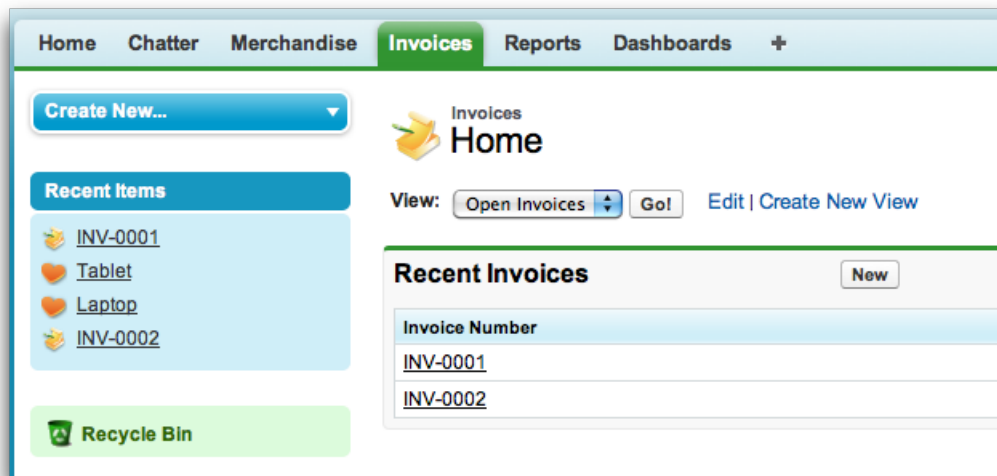 Home Chatter Merchandise Invoices Reports Dashboards +
Create New...
Recent Items
INV-0001
Tablet
Laptop
INV-0002
Recycle Bin
Invoices
Home
View: Open Invoices Go! Edit | Create New View
Recent Invoices New
Invoice Number
INV-0001
INV-0002